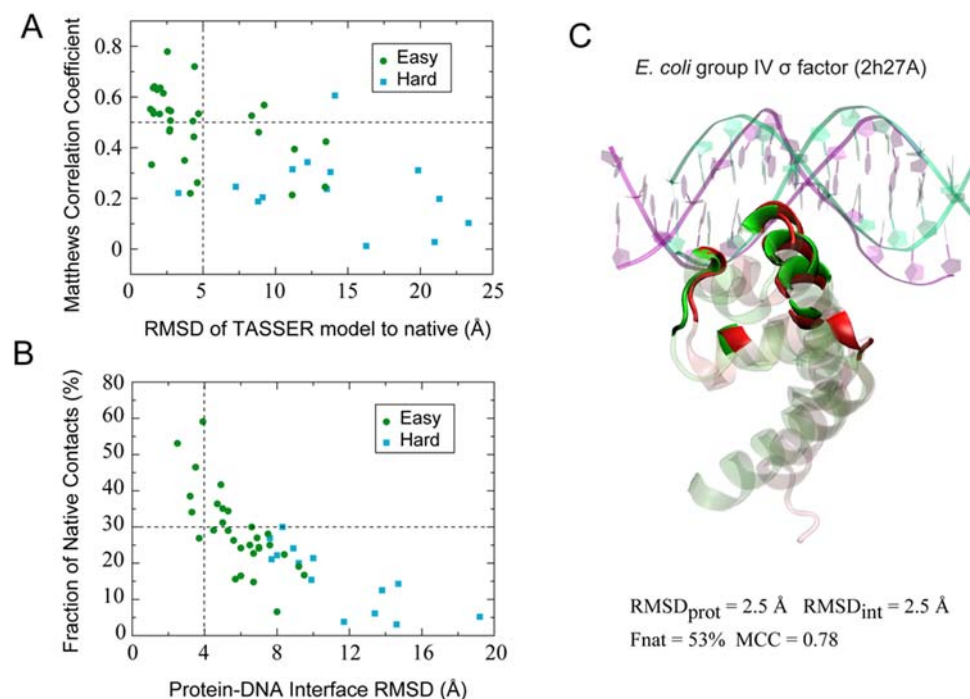 A
Matthews Correlation Coefficient
0.8
0.6
0.4
0.2
0
Easy
Hard
0 5 10 15 20 25
RMSD of TASSER model to native (Å)
B
Fraction of Native Contacts (%)
80
70
60
50
40
30
20
10
0
Easy
Hard
0 4 8 12 16 20
Protein-DNA Interface RMSD (Å)
C
E. coli group IV σ factor (2h27A)
RMSDprot = 2.5 Å RMSDint = 2.5 Å
Fnat = 53% MCC = 0.78